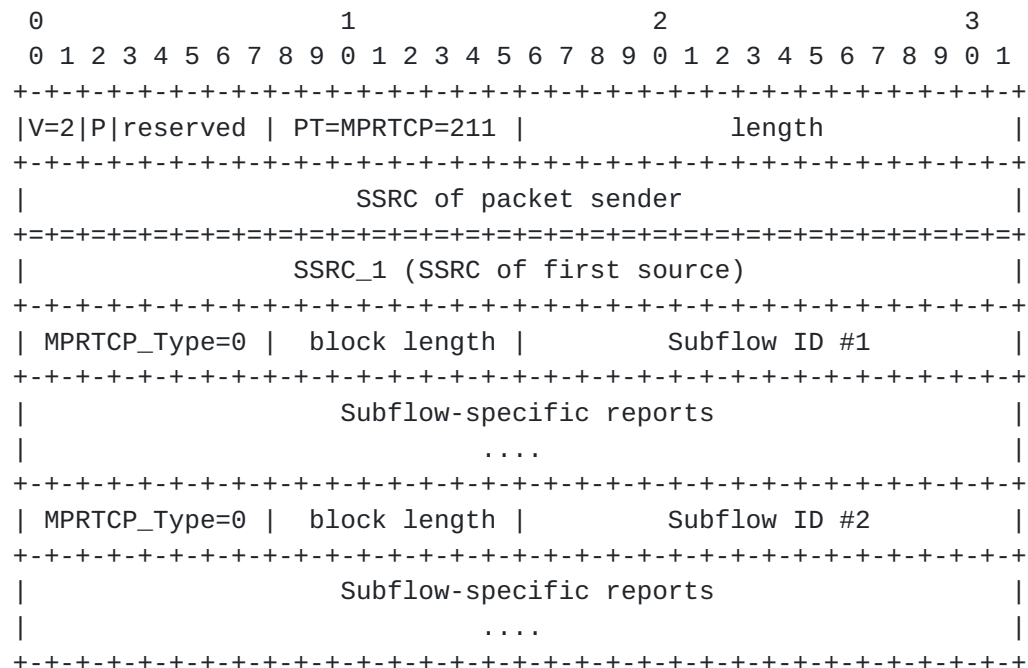 0                   1                   2                   3
 0 1 2 3 4 5 6 7 8 9 0 1 2 3 4 5 6 7 8 9 0 1 2 3 4 5 6 7 8 9 0 1
+-+-+-+-+-+-+-+-+-+-+-+-+-+-+-+-+-+-+-+-+-+-+-+-+-+-+-+-+-+-+-+-+
|V=2|P|reserved | PT=MPRTCP=211 |             length            |
+-+-+-+-+-+-+-+-+-+-+-+-+-+-+-+-+-+-+-+-+-+-+-+-+-+-+-+-+-+-+-+-+
|                     SSRC of packet sender                     |
+=+=+=+=+=+=+=+=+=+=+=+=+=+=+=+=+=+=+=+=+=+=+=+=+=+=+=+=+=+=+=+=+
|                 SSRC_1 (SSRC of first source)                 |
+-+-+-+-+-+-+-+-+-+-+-+-+-+-+-+-+-+-+-+-+-+-+-+-+-+-+-+-+-+-+-+-+
| MPRTCP_Type=0 |  block length |         Subflow ID #1         |
+-+-+-+-+-+-+-+-+-+-+-+-+-+-+-+-+-+-+-+-+-+-+-+-+-+-+-+-+-+-+-+-+
|                    Subflow-specific reports                   |
|                             ....                              |
+-+-+-+-+-+-+-+-+-+-+-+-+-+-+-+-+-+-+-+-+-+-+-+-+-+-+-+-+-+-+-+-+
| MPRTCP_Type=0 |  block length |         Subflow ID #2         |
+-+-+-+-+-+-+-+-+-+-+-+-+-+-+-+-+-+-+-+-+-+-+-+-+-+-+-+-+-+-+-+-+
|                    Subflow-specific reports                   |
|                             ....                              |
+-+-+-+-+-+-+-+-+-+-+-+-+-+-+-+-+-+-+-+-+-+-+-+-+-+-+-+-+-+-+-+-+